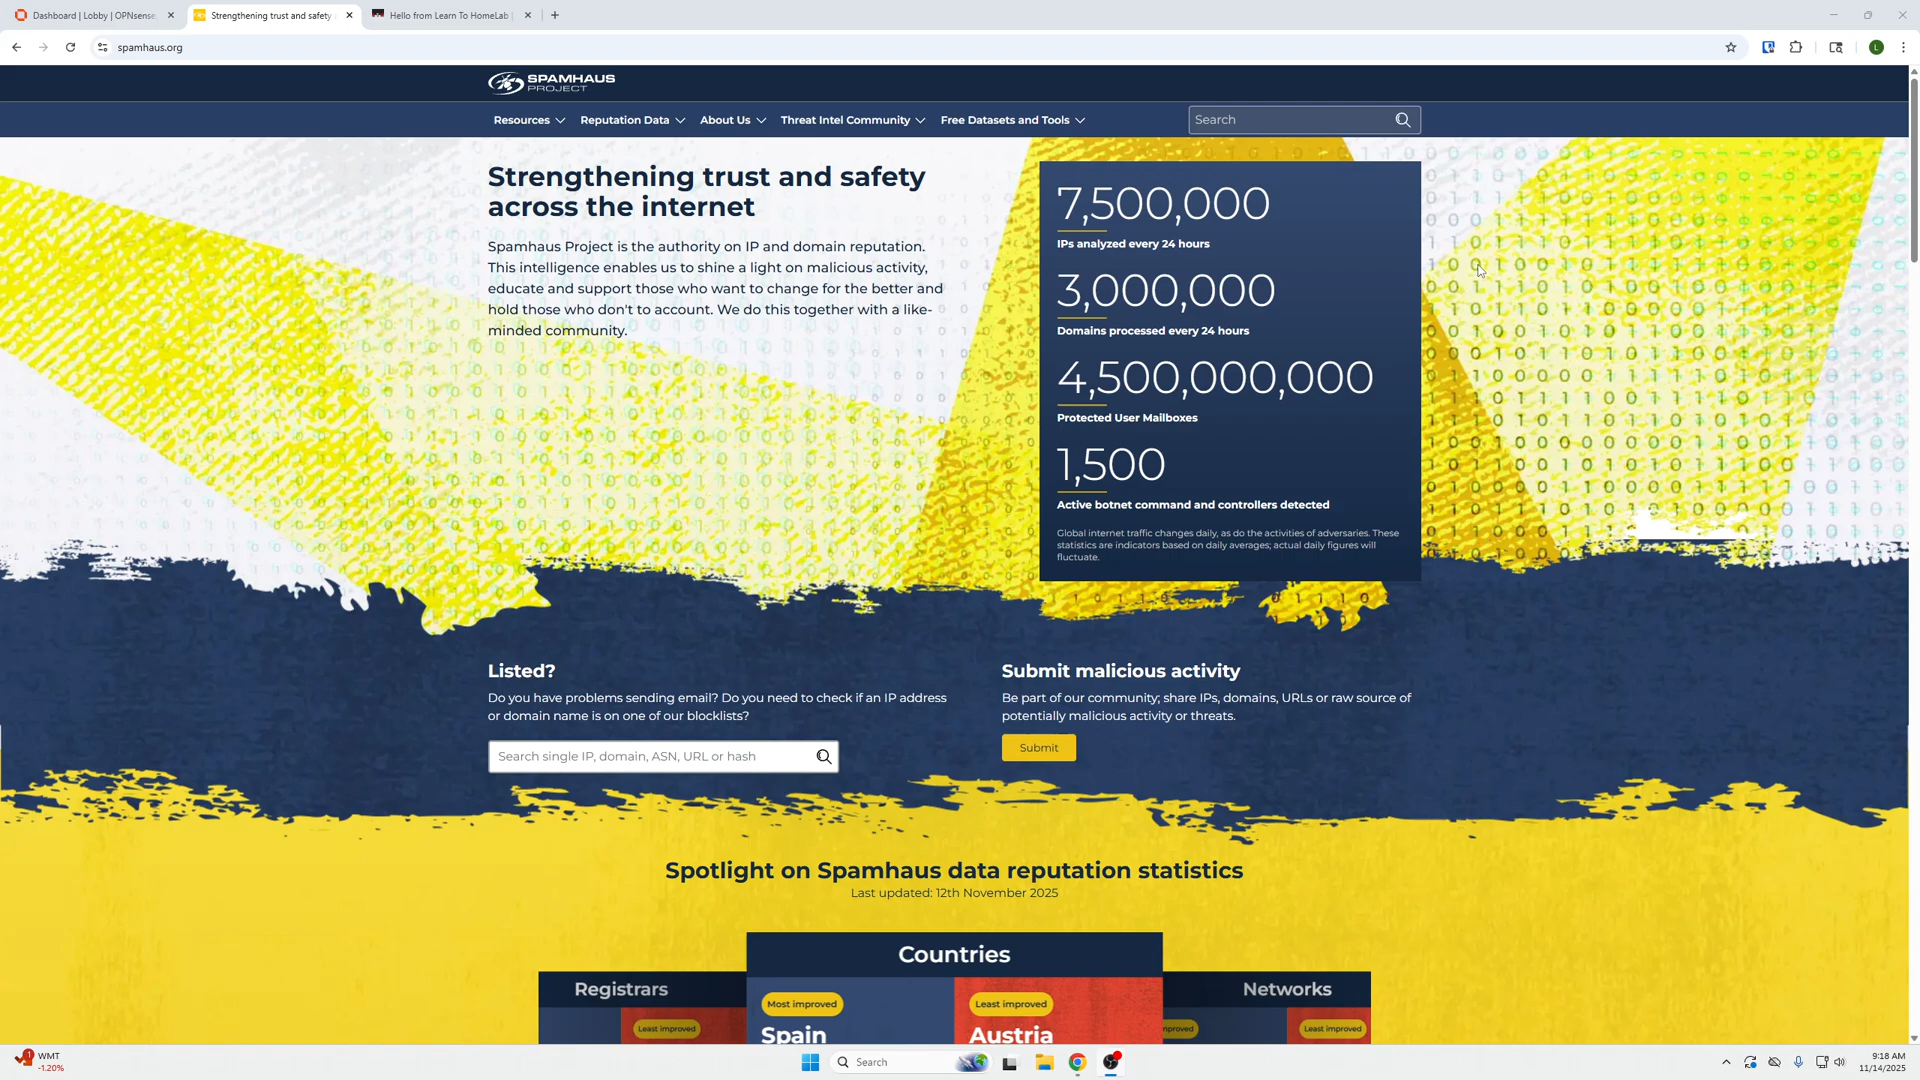 Dashboard | Lobby | OPNsense
Strengthening trust and safety
Hello from Learn To HomeLab |
spamhaus.org
L
SPAMHAUS
PROJECT
Resources
Reputation Data
About Us
Threat Intel Community
Free Datasets and Tools
Search
Strengthening trust and safety
across the internet
Spamhaus Project is the authority on IP and domain reputation.
This intelligence enables us to shine a light on malicious activity,
educate and support those who want to change for the better and
hold those who don't to account. We do this together with a like-
minded community.
7,500,000
IPs analyzed every 24 hours
3,000,000
Domains processed every 24 hours
4,500,000,000
Protected User Mailboxes
1,500
Active botnet command and controllers detected
Global internet traffic changes daily, as do the activities of adversaries. These
statistics are indicators based on daily averages; actual daily figures will
fluctuate.
Listed?
Do you have problems sending email? Do you need to check if an IP address
or domain name is on one of our blocklists?
Search single IP, domain, ASN, URL or hash
Submit malicious activity
Be part of our community; share IPs, domains, URLs or raw source of
potentially malicious activity or threats.
Submit
Spotlight on Spamhaus data reputation statistics
Last updated: 12th November 2025
Registrars
Least improved
Countries
Most improved
Spain
Least improved
Austria
Networks
Least improved
1
WMT
-1.20%
Search
9:18 AM
11/14/2025